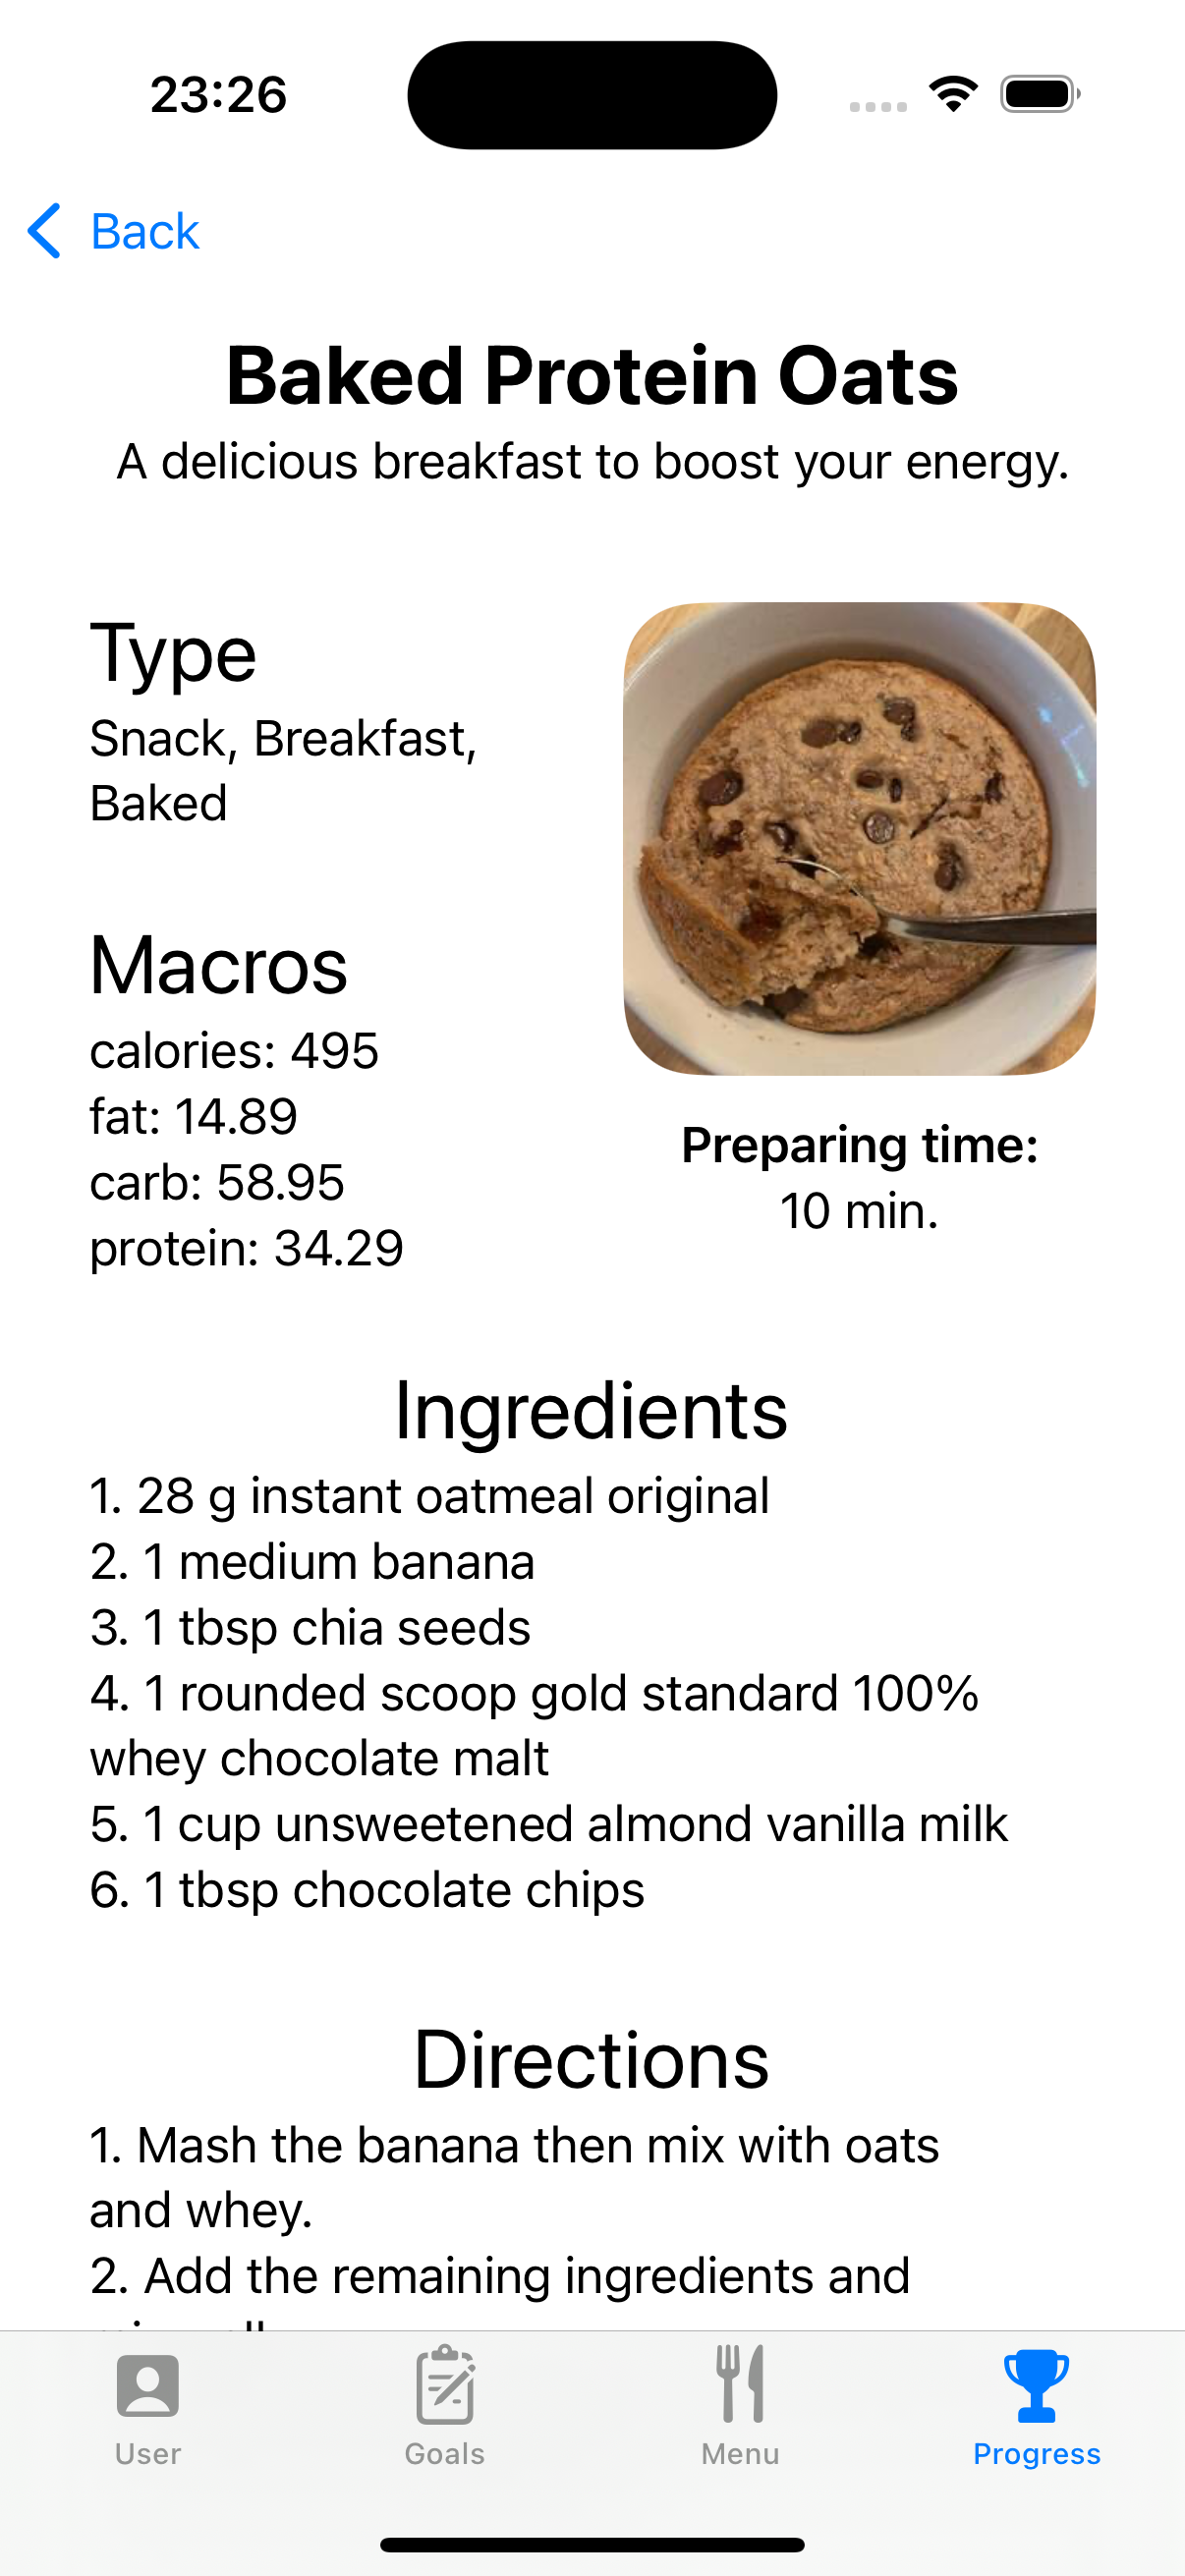 23:26
Back
Baked Protein Oats
A delicious breakfast to boost your energy.
Type
Snack, Breakfast,
Baked
Macros
calories: 495
fat: 14.89
carb: 58.95
protein: 34.29
Preparing time:
10 min.
Ingredients
1. 28 g instant oatmeal original
2. 1 medium banana
3. 1 tbsp chia seeds
4. 1 rounded scoop gold standard 100%
whey chocolate malt
5. 1 cup unsweetened almond vanilla milk
6. 1 tbsp chocolate chips
Directions
1. Mash the banana then mix with oats
and whey.
2. Add the remaining ingredients and
User
Goals
Menu
Progress